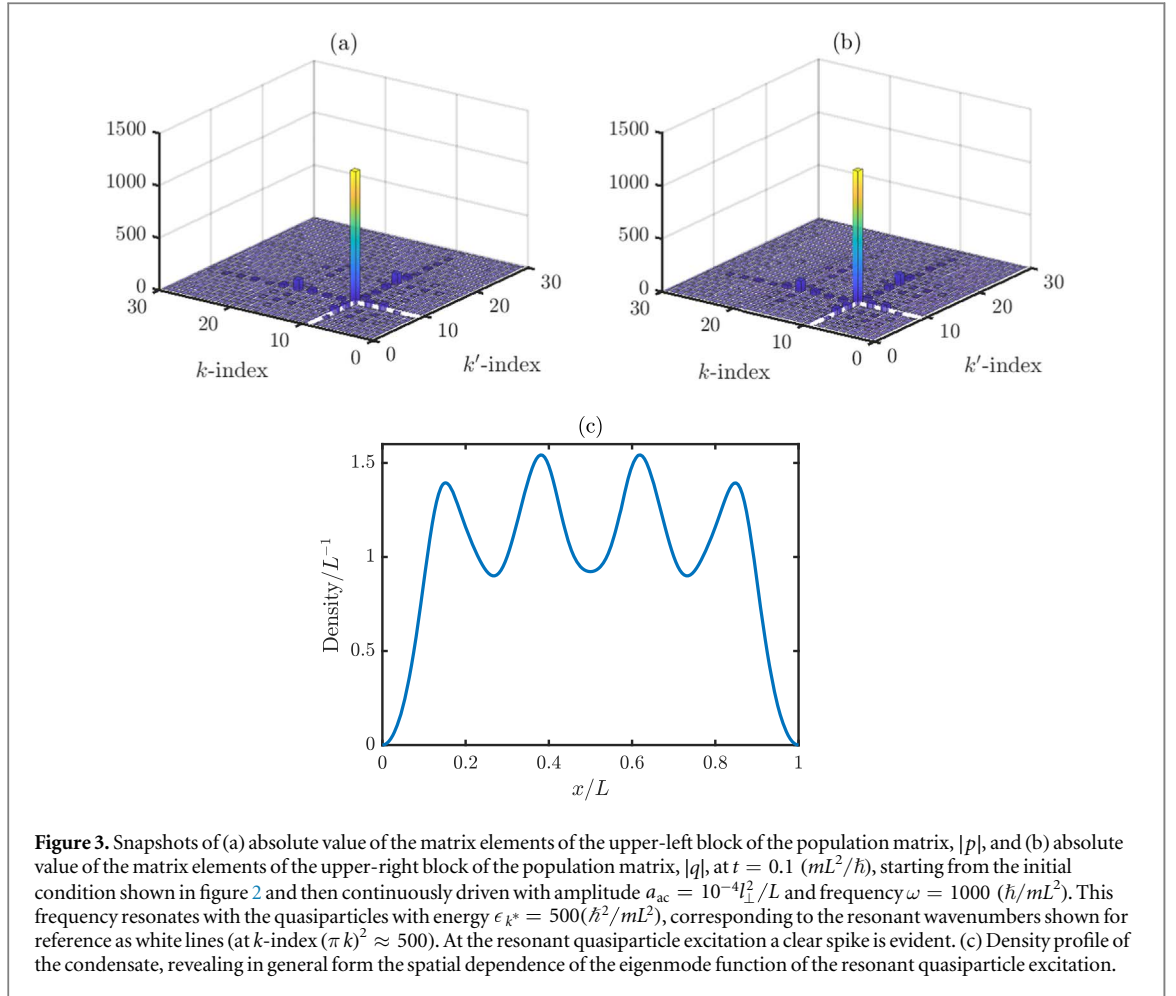 (a)
1500
1000
500
0
30
20
10
0
k-index
0
10
20
30
k′-index
(b)
1500
1000
500
0
30
20
10
0
k-index
0
10
20
30
k′-index
(c)
1.5
1
0.5
0
Density/L⁻¹
0
0.2
0.4
0.6
0.8
1
x/L
Figure 3. Snapshots of (a) absolute value of the matrix elements of the upper-left block of the population matrix, |p|, and (b) absolute
value of the matrix elements of the upper-right block of the population matrix, |q|, at t = 0.1 (mL²/ℏ), starting from the initial
condition shown in figure 2 and then continuously driven with amplitude a_ac = 10⁻⁴l_⊥²/L and frequency ω = 1000 (ℏ/mL²). This
frequency resonates with the quasiparticles with energy ϵ_k* = 500(ℏ²/mL²), corresponding to the resonant wavenumbers shown for
reference as white lines (at k-index (π k)² ≈ 500). At the resonant quasiparticle excitation a clear spike is evident. (c) Density profile of
the condensate, revealing in general form the spatial dependence of the eigenmode function of the resonant quasiparticle excitation.